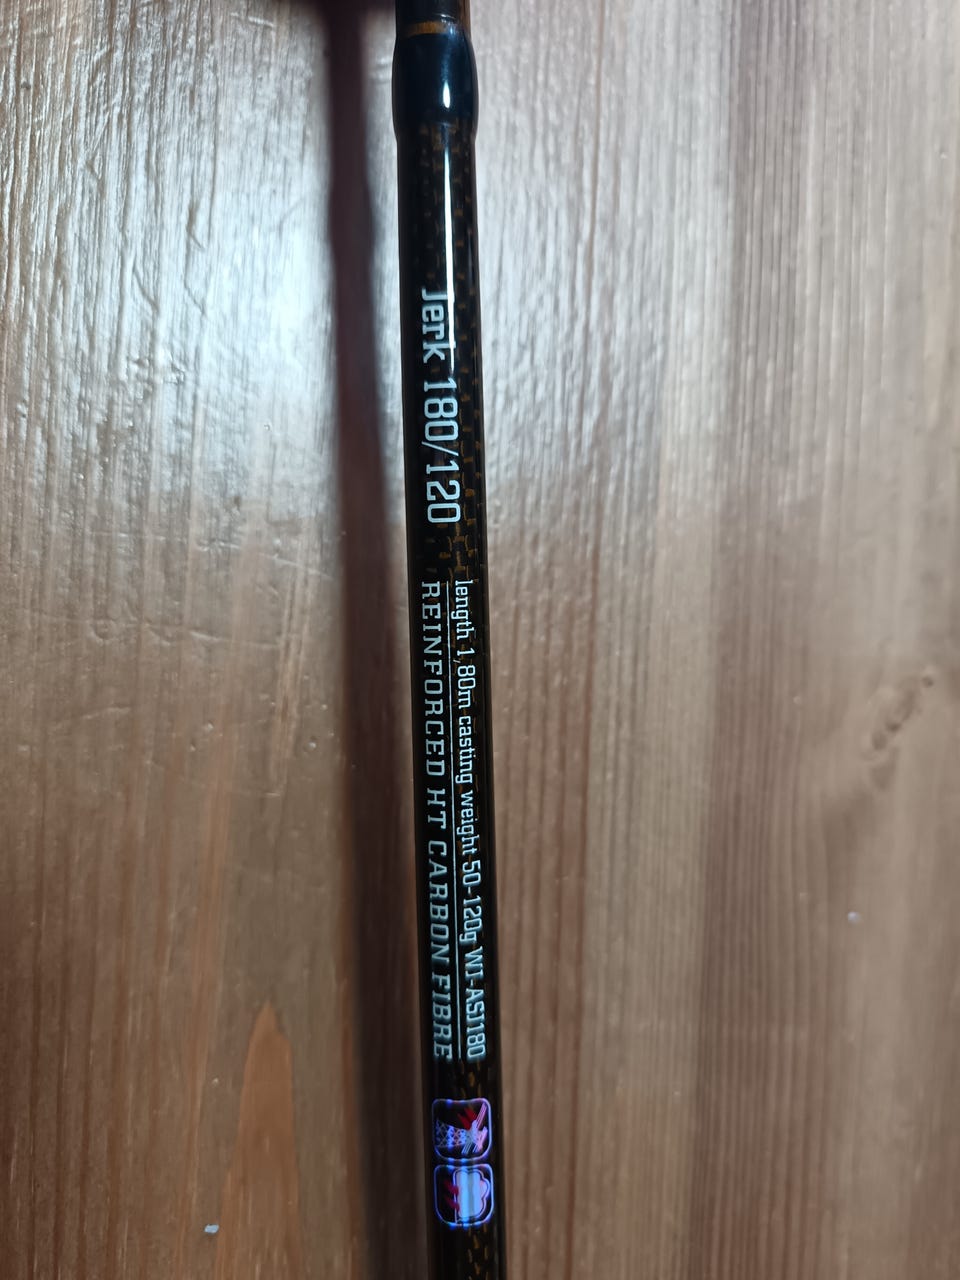 Jerk 180/120
length 1,80m casting weight 50-120g WJ-ASJ180
REINFORCED HT CARBON FIBRE